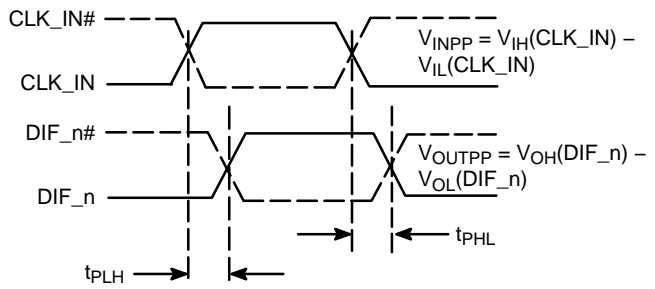 CLK_IN#
CLK_IN
V_INPP = V_IH(CLK_IN) –
V_IL(CLK_IN)
DIF_n#
DIF_n
V_OUTPP = V_OH(DIF_n) –
V_OL(DIF_n)
t_PHL
t_PLH